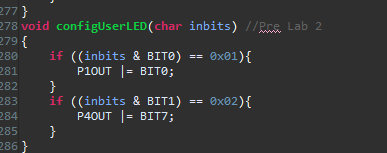 277 }
278 void configUserLED(char inbits) //Pre Lab 2
279 {
280     if ((inbits & BIT0) == 0x01){
281         P1OUT |= BIT0;
282     }
283     if ((inbits & BIT1) == 0x02){
284         P4OUT |= BIT7;
285     }
286 }